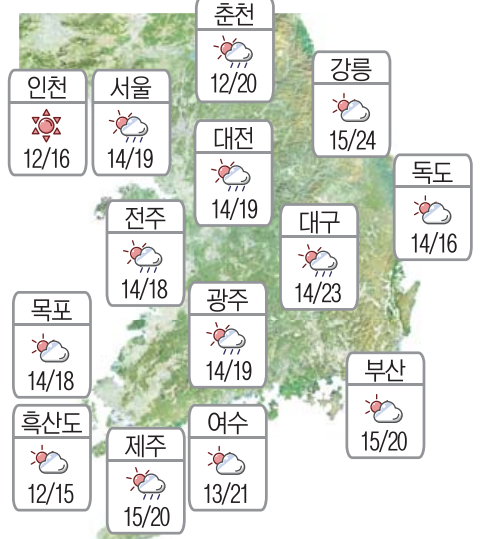 춘천
12/20
강릉
15/24
인천
12/16
서울
14/19
대전
14/19
독도
14/16
전주
14/18
대구
14/23
광주
14/19
목포
14/18
부산
15/20
흑산도
12/15
여수
13/21
제주
15/20